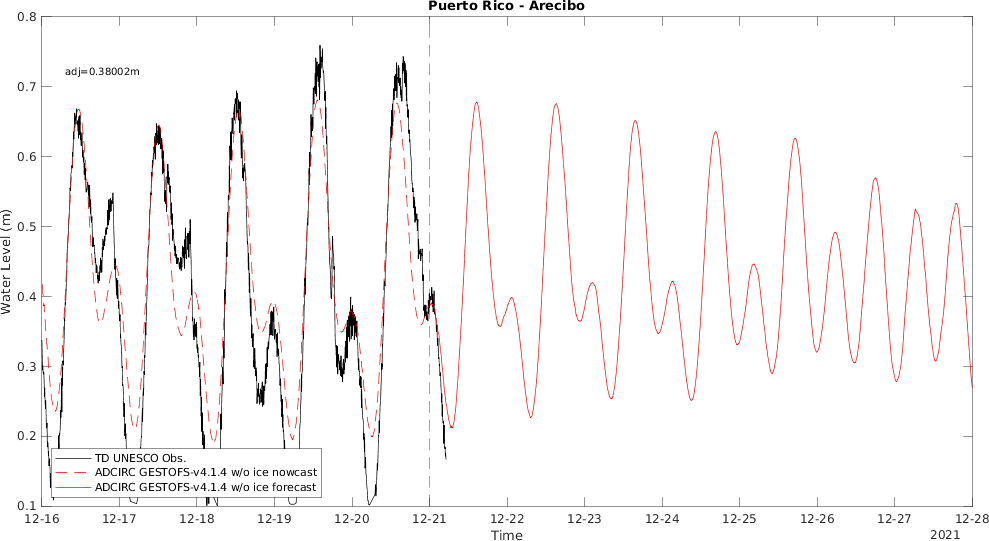 Puerto Rico - Arecibo
0.8
adj=0.38002m
0.7
0.6
0.5
Water Level (m)
0.4
0.3
0.2
TD UNESCO Obs.
ADCIRC GESTOFS-v4.1.4 w/o ice nowcast
ADCIRC GESTOFS-v4.1.4 w/o ice forecast
0.1
12-16 12-17 12-18 12-19 12-20 12-21 12-22 12-23 12-24 12-25 12-26 12-27 12-28
Time
2021